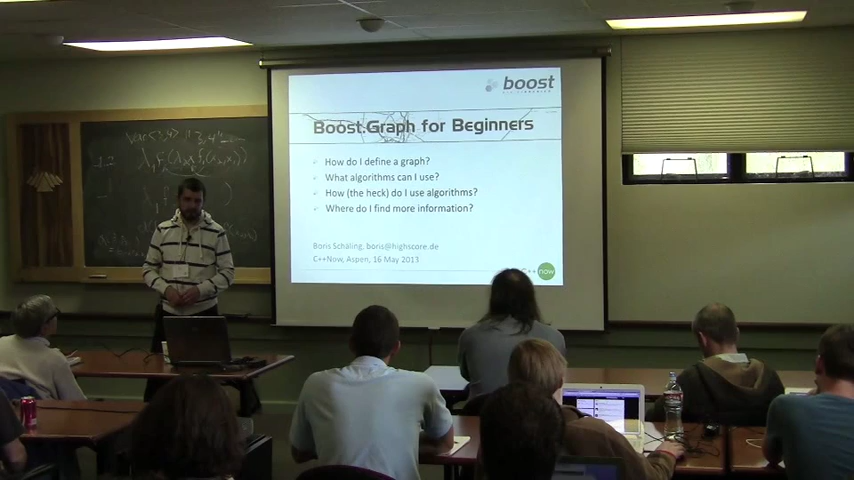 boost
Boost.Graph for Beginners
How do I define a graph?
What algorithms can I use?
How (the heck) do I use algorithms?
Where do I find more information?
Boris Schäling, boris@highscore.de
C++Now, Aspen, 16 May 2013
C++ now